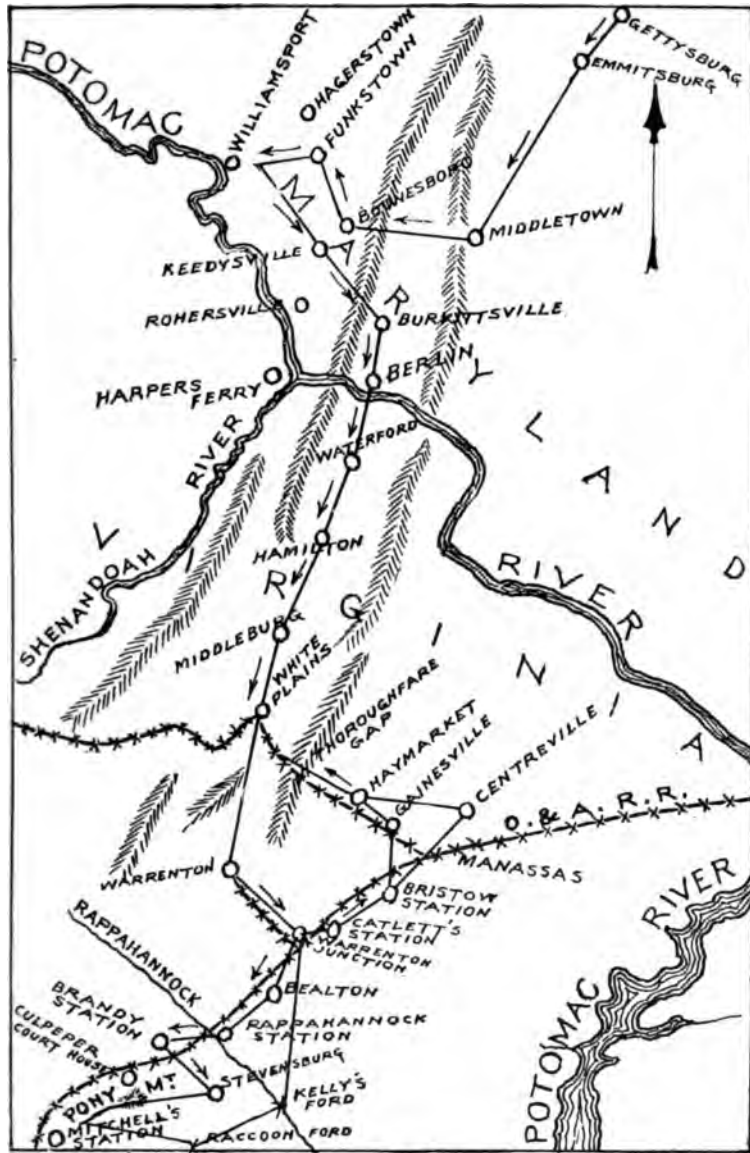 POTOMAC
WILLIAMSPORT
HAGERSTOWN
FUNKSTOWN
GETTYSBURG
EMMITSBURG
BOONESBORO
MIDDLETOWN
KEEDYSVILLE
ROHERSVILLE
BURKITTSVILLE
HARPERS
FERRY
BERLIN
MARYLAND
WATERFORD
SHENANDOAH RIVER
HAMILTON
RIVER
VIRGINIA
MIDDLEBURG
WHITE
PLAINS
THOROUGHFARE
GAP
HAYMARKET
GAINESVILLE
CENTREVILLE
O. & A. R. R.
MANASSAS
WARRENTON
BRISTOW
STATION
CATLETT'S
STATION
WARRENTON
JUNCTION
RAPPAHANNOCK
BEALTON
BRANDY
STATION
RAPPAHANNOCK
STATION
CULPEPER
COURT HOUSE
STEVENSBURG
PONY MT.
KELLY'S
FORD
MITCHELL'S
STATION
RACCOON FORD
POTOMAC RIVER